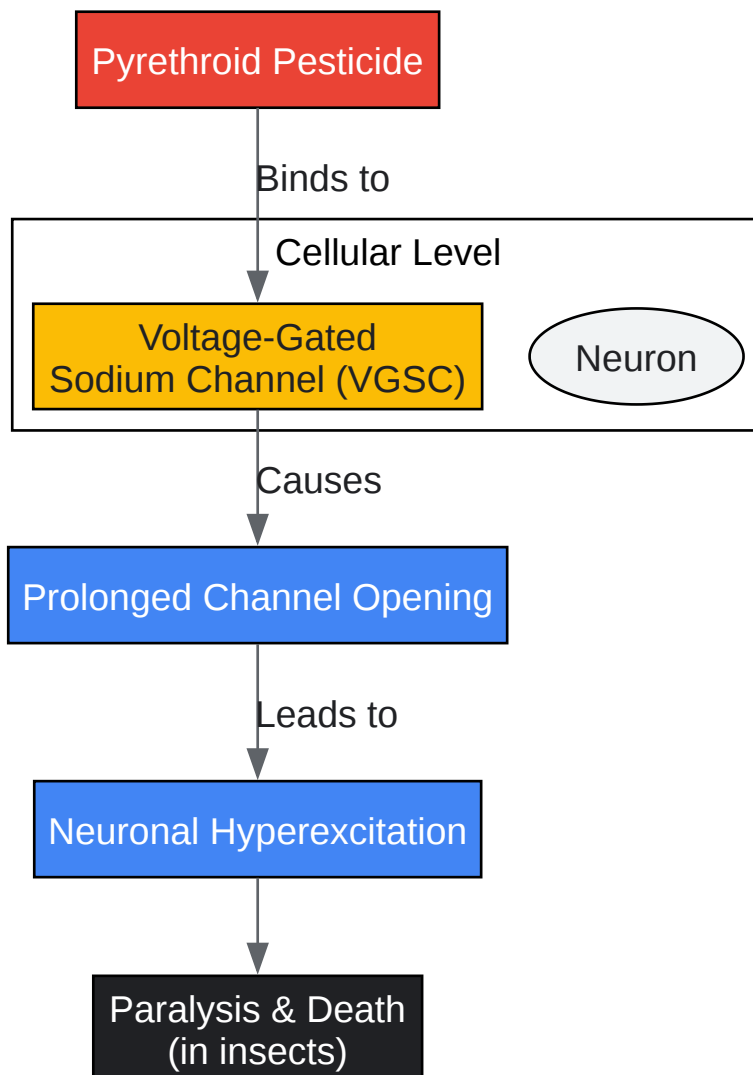 Pyrethroid Pesticide
Binds to
Cellular Level
Voltage-Gated
Sodium Channel (VGSC)
Neuron
Causes
Prolonged Channel Opening
Leads to
Neuronal Hyperexcitation
Paralysis & Death
(in insects)